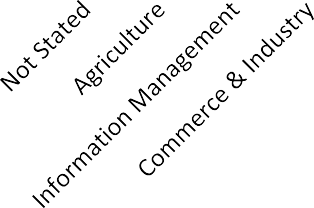 Not Stated
Agriculture
Information Management
Commerce & Industry